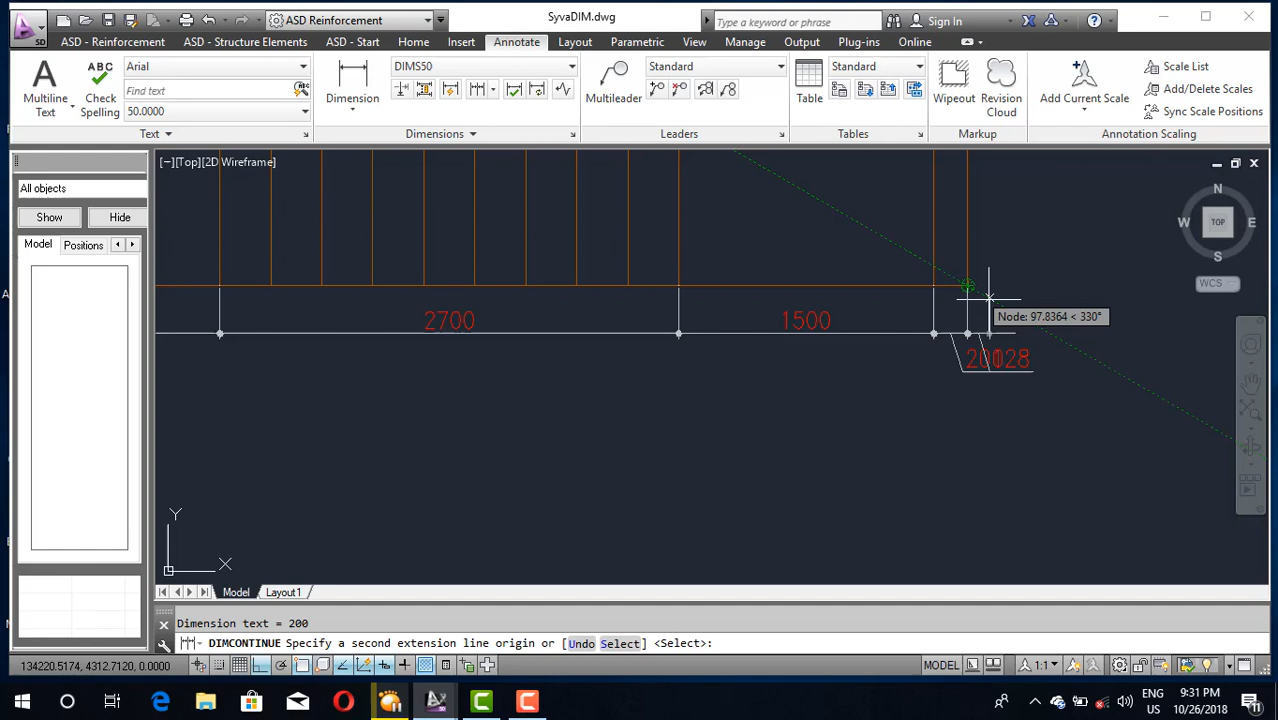 ASD Reinforcement
SyvaDIM.dwg
Type a keyword or phrase
Sign In
3D
ASD - Reinforcement
ASD - Structure Elements
ASD - Start
Home
Insert
Annotate
Layout
Parametric
View
Manage
Output
Plug-ins
Online
A
Multiline
Text
ABC
Check
Spelling
Arial
Find text
50.0000
Dimension
DIMS50
Multileader
Standard
Table
Standard
Wipeout
Revision
Cloud
Add Current Scale
Scale List
Add/Delete Scales
Sync Scale Positions
Text
Dimensions
Leaders
Tables
Markup
Annotation Scaling
[−][Top][2D Wireframe]
All objects
Show
Hide
Model
Positions
N
W
TOP
E
S
WCS
2700
1500
Node: 97.8364 < 330°
Y
X
Model
Layout1
Dimension text = 200
DIMCONTINUE Specify a second extension line origin or [Undo Select] <Select>:
134220.5174, 4312.7120, 0.0000
MODEL
1:1
ENG
US
9:31 PM
10/26/2018